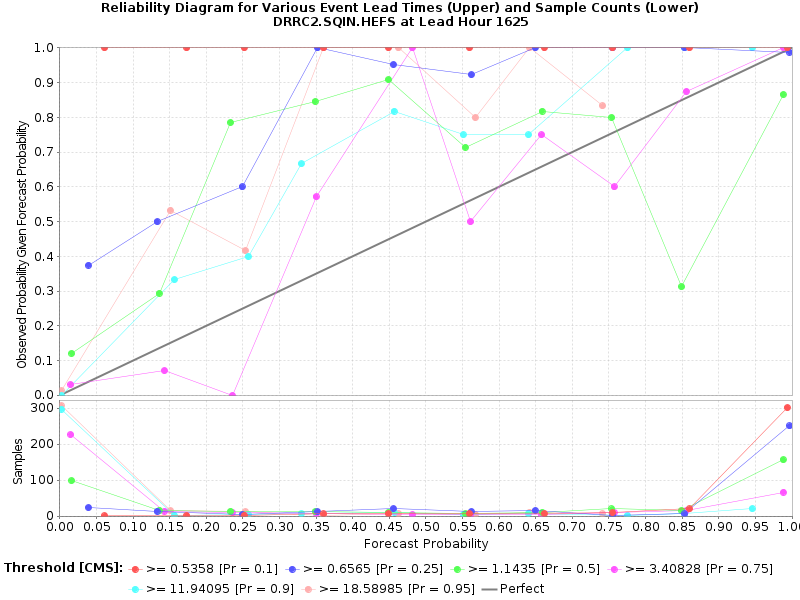 Reliability Diagram for Various Event Lead Times (Upper) and Sample Counts (Lower)
DRRC2.SQIN.HEFS at Lead Hour 1625
Observed Probability Given Forecast Probability
1.0
0.9
0.8
0.7
0.6
0.5
0.4
0.3
0.2
0.1
0.0
Samples
300
200
100
0
0.00 0.05 0.10 0.15 0.20 0.25 0.30 0.35 0.40 0.45 0.50 0.55 0.60 0.65 0.70 0.75 0.80 0.85 0.90 0.95 1.00
Forecast Probability
Threshold [CMS]: >= 0.5358 [Pr = 0.1] >= 0.6565 [Pr = 0.25] >= 1.1435 [Pr = 0.5] >= 3.40828 [Pr = 0.75]
>= 11.94095 [Pr = 0.9] >= 18.58985 [Pr = 0.95] Perfect